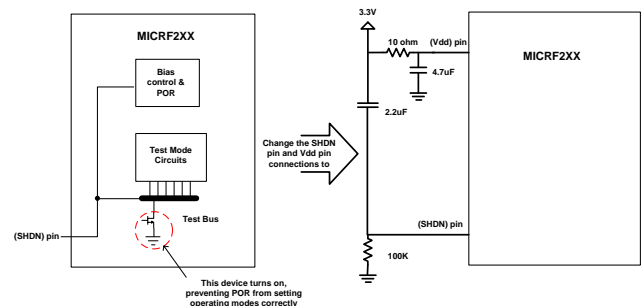 MICRF2XX
Bias
control &
POR
Test Mode
Circuits
Test Bus
(SHDN) pin
This device turns on,
preventing POR from setting
operating modes correctly
Change the SHDN
pin and Vdd pin
connections to
3.3V
10 ohm
(Vdd) pin
4.7uF
2.2uF
MICRF2XX
(SHDN) pin
100K